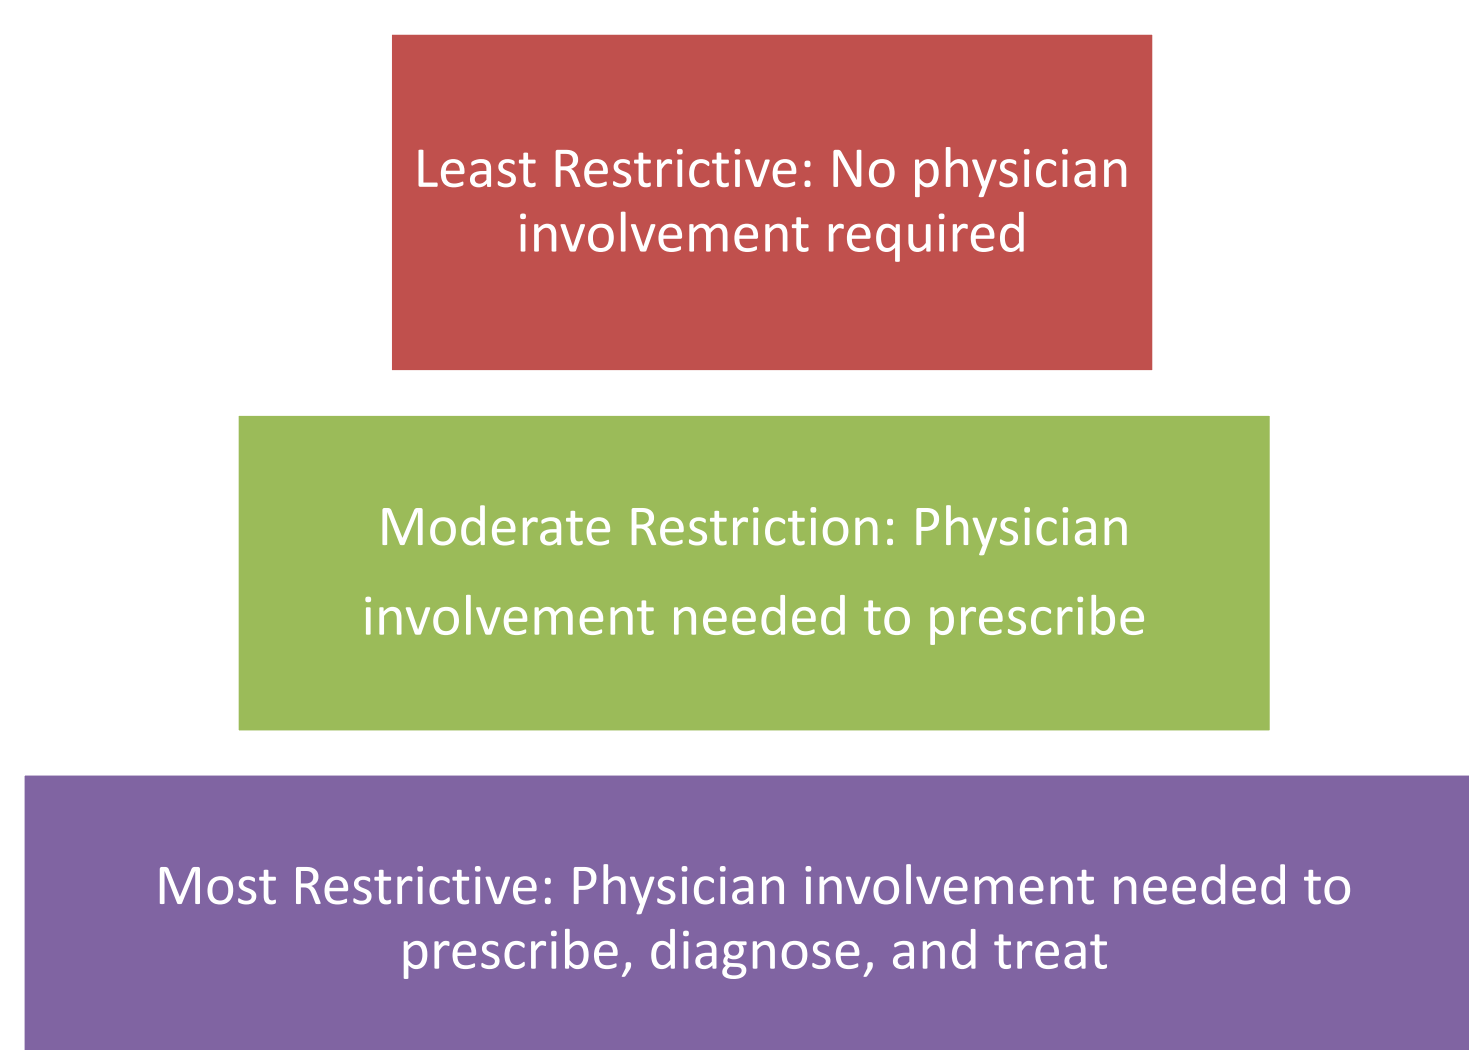 Least Restrictive: No physician
involvement required
Moderate Restriction: Physician
involvement needed to prescribe
Most Restrictive: Physician involvement needed to
prescribe, diagnose, and treat